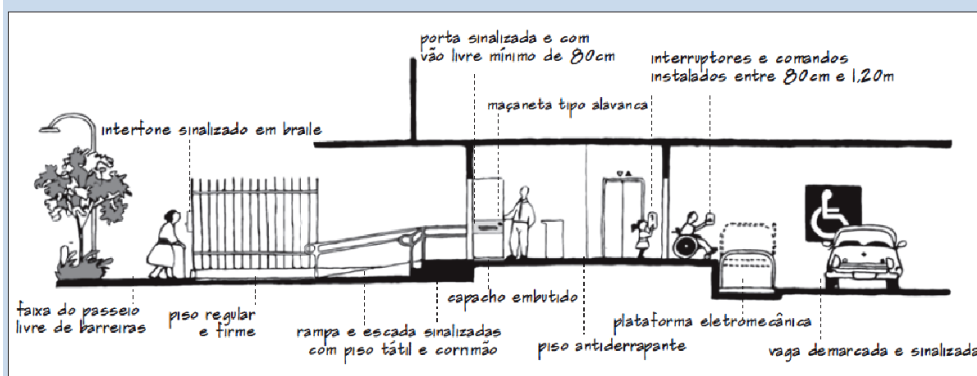 porta sinalizada e com
vão livre mínimo de 80cm
interruptores e comandos
instalados entre 80cm e 1,20m
maçaneta tipo alavanca
interfone sinalizado em braile
faixa do passeio
livre de barreiras
piso regular
e firme
rampa e escada sinalizadas
com piso tátil e corrimão
capacho embutido
piso antiderrapante
plataforma eletromecânica
vaga demarcada e sinalizada